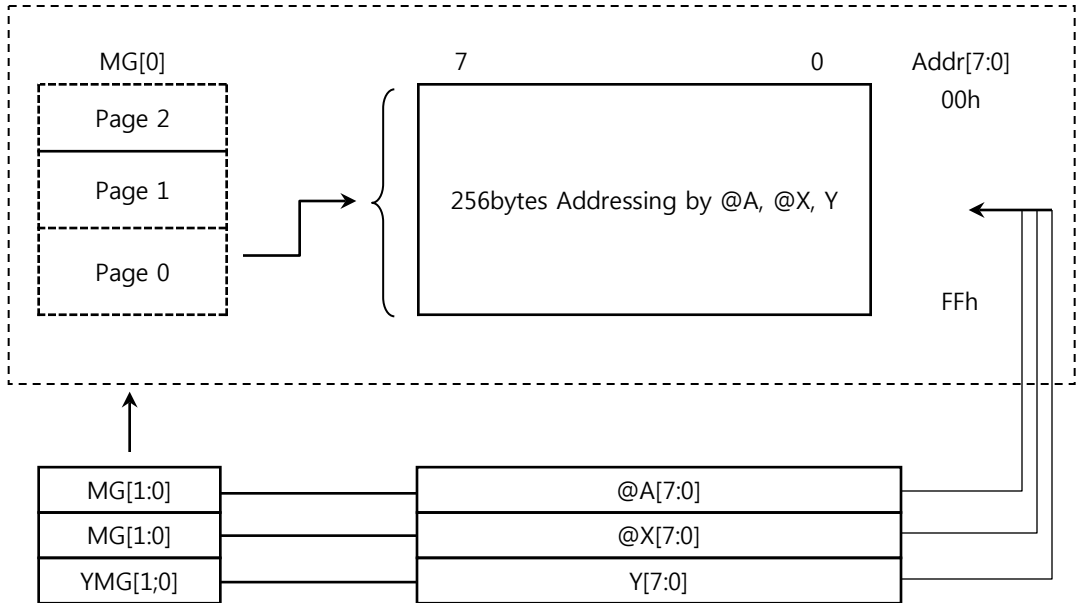 MG[0] 7 0 Addr[7:0]
00h
Page 2
Page 1
256bytes Addressing by @A, @X, Y
Page 0
FFh
MG[1:0] @A[7:0]
MG[1:0] @X[7:0]
YMG[1;0] Y[7:0]